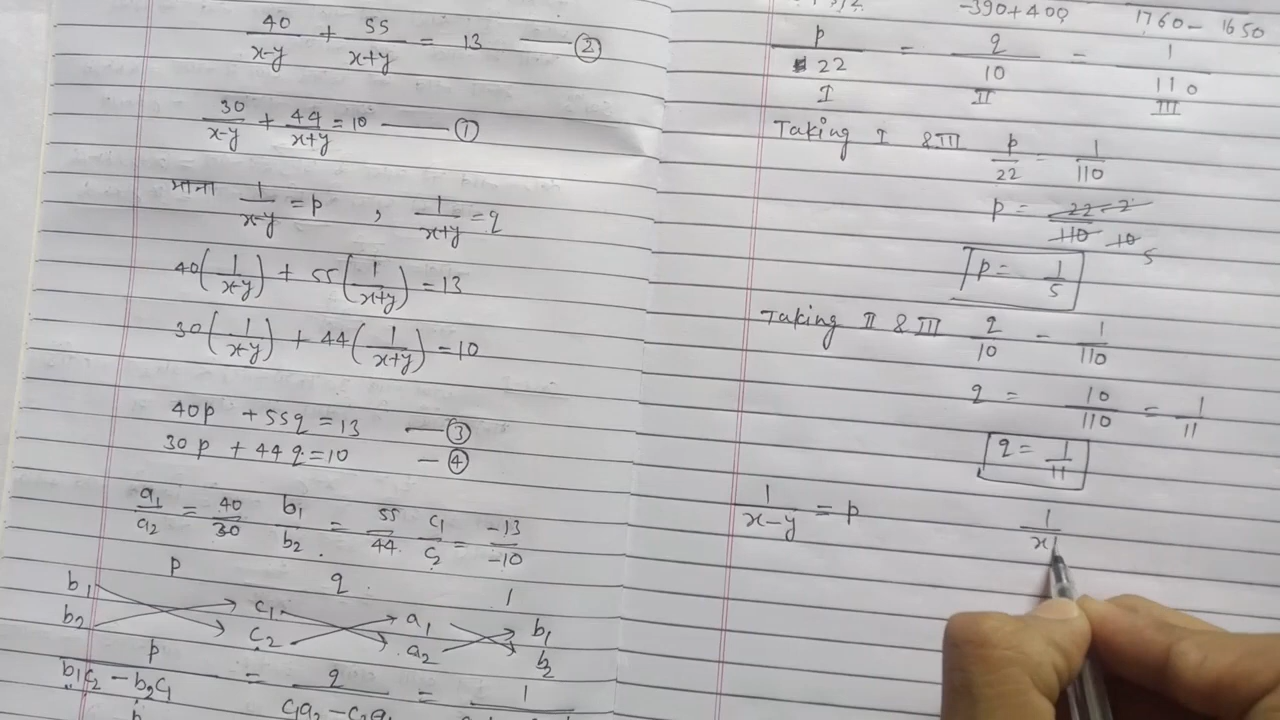 40/(x-y) + 55/(x+y) = 13 —— ②
30/(x-y) + 44/(x+y) = 10 —— ①
माना 1/(x-y) = p , 1/(x+y) = q
40(1/(x-y)) + 55(1/(x+y)) = 13
30(1/(x-y)) + 44(1/(x+y)) = 10
40p + 55q = 13 — ③
30p + 44q = 10 — ④
a₁/a₂ = 40/30 b₁/b₂ = 55/44 c₁/c₂ = -13/-10
p q 1
b₁ c₁ a₁ b₁
b₂ c₂ a₂ b₂
p/(b₁c₂ - b₂c₁) = q/(c₁a₂ - c₂a₁) = 1
-390+400 1760-1650
p/22 = q/10 = 1/110
I II III
Taking I & III p/22 = 1/110
p = 22 2/110 10 5
p = 1/5
Taking II & III q/10 = 1/110
q = 10/110 = 1/11
q = 1/11
1/(x-y) = p 1/x